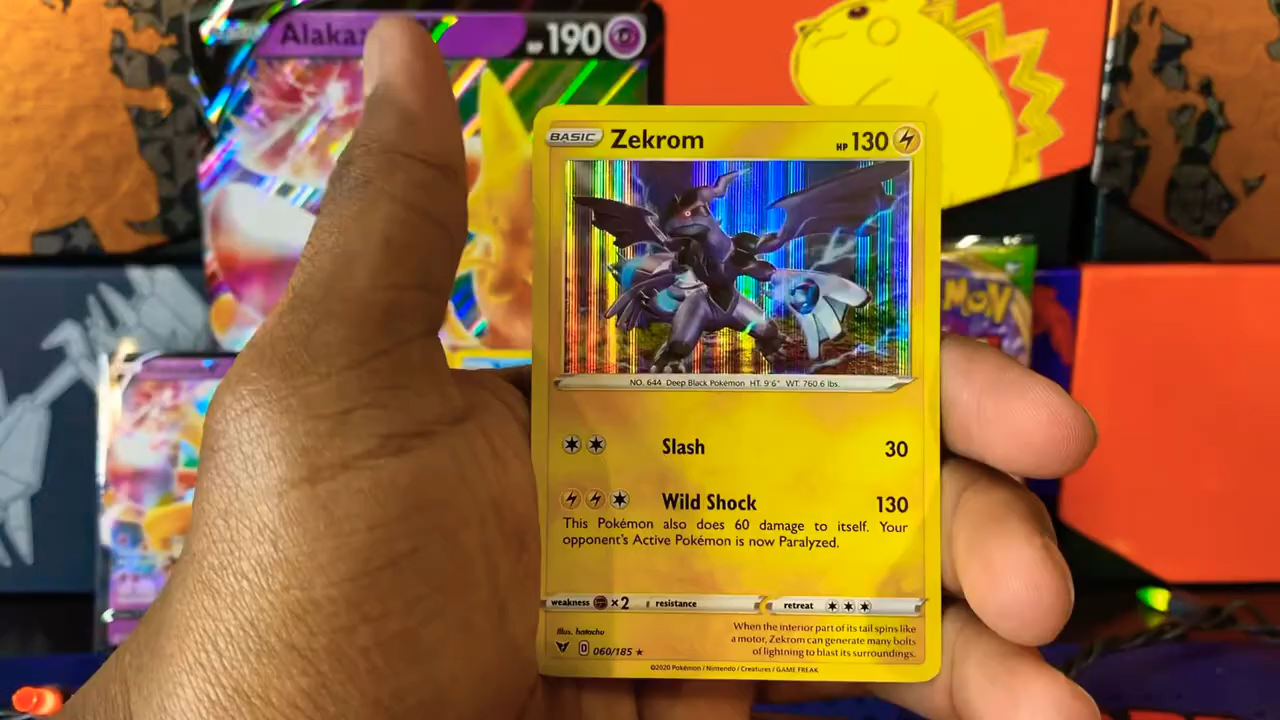 Alaka
HP 190
BASIC Zekrom HP 130
NO. 644 Deep Black Pokémon HT. 9'6" WT. 760.6 lbs.
Slash 30
Wild Shock 130
This Pokémon also does 60 damage to itself. Your
opponent's Active Pokémon is now Paralyzed.
weakness ×2 resistance retreat
Illus. hatachu
D 060/185 ★
When the interior part of its tail spins like
a motor, Zekrom can generate many bolts
of lightning to blast its surroundings.
©2020 Pokémon / Nintendo / Creatures / GAME FREAK
MON